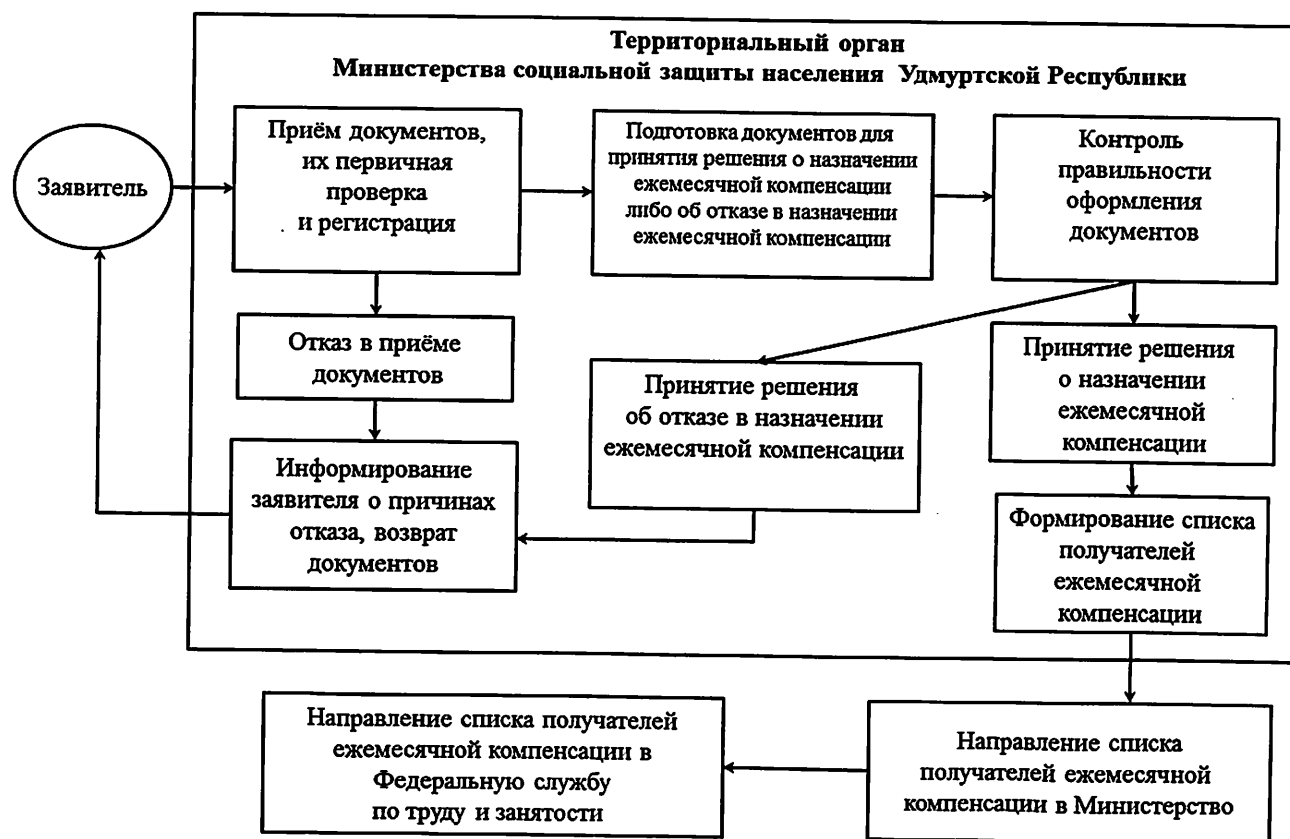 Территориальный орган
Министерства социальной защиты населения Удмуртской Республики
Заявитель
Приём документов,
их первичная
проверка
и регистрация
Подготовка документов для
принятия решения о назначении
ежемесячной компенсации
либо об отказе в назначении
ежемесячной компенсации
Контроль
правильности
оформления
документов
Отказ в приёме
документов
Принятие решения
об отказе в назначении
ежемесячной компенсации
Принятие решения
о назначении
ежемесячной
компенсации
Информирование
заявителя о причинах
отказа, возврат
документов
Формирование списка
получателей
ежемесячной
компенсации
Направление списка получателей
ежемесячной компенсации в
Федеральную службу
по труду и занятости
Направление списка
получателей ежемесячной
компенсации в Министерство